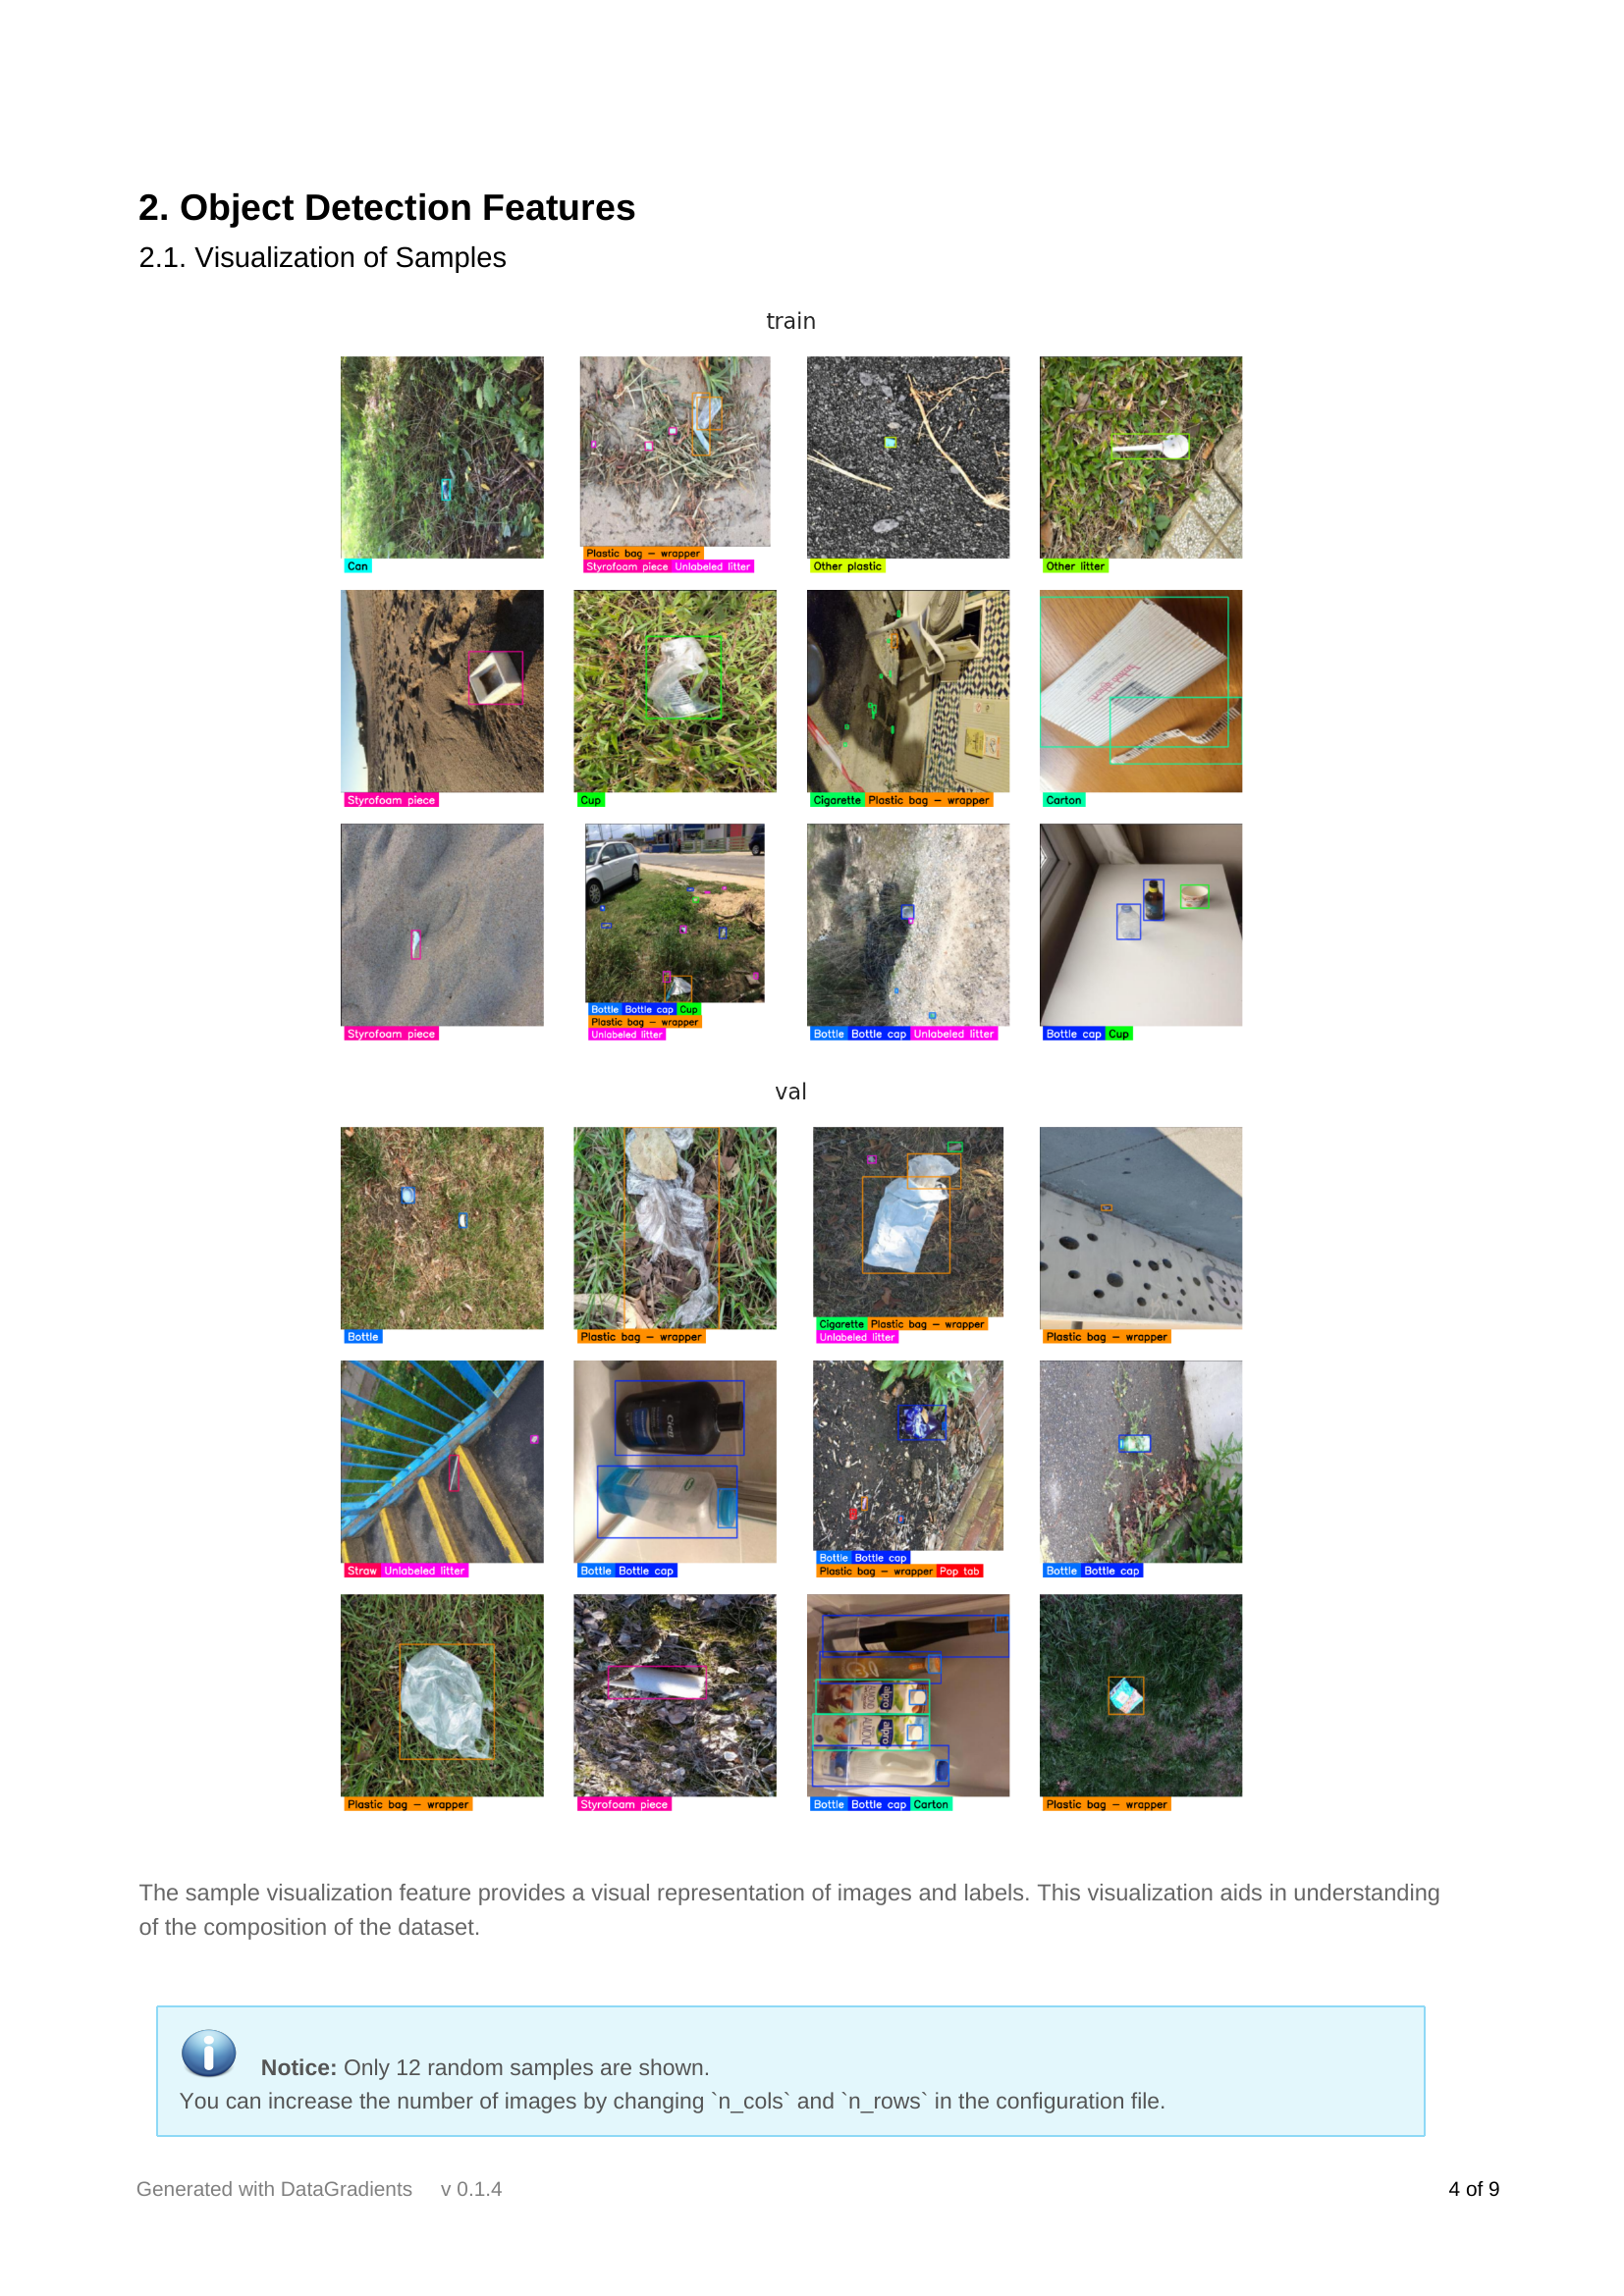 2. Object Detection Features
2.1. Visualization of Samples
train
Can
Plastic bag – wrapper
Styrofoam piece Unlabeled litter
Other plastic
Other litter
Styrofoam piece
Cup
Cigarette Plastic bag – wrapper
Carton
Styrofoam piece
Bottle Bottle cap Cup
Plastic bag – wrapper
Unlabeled litter
Bottle Bottle cap Unlabeled litter
Bottle cap Cup
val
Bottle
Plastic bag – wrapper
Cigarette Plastic bag – wrapper
Unlabeled litter
Plastic bag – wrapper
Straw Unlabeled litter
Bottle Bottle cap
Bottle Bottle cap
Plastic bag – wrapper Pop tab
Bottle Bottle cap
Plastic bag – wrapper
Styrofoam piece
alpro
alpro
Bottle Bottle cap Carton
Plastic bag – wrapper
The sample visualization feature provides a visual representation of images and labels. This visualization aids in understanding
of the composition of the dataset.
Notice: Only 12 random samples are shown.
You can increase the number of images by changing `n_cols` and `n_rows` in the configuration file.
Generated with DataGradients v 0.1.4
4 of 9